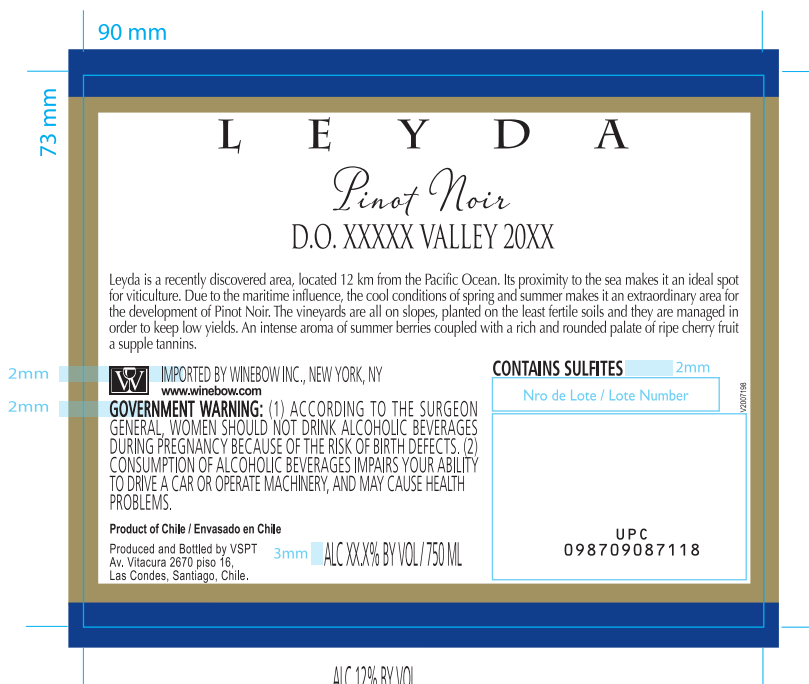 90 mm
73 mm
LEYDA
Pinot Noir
D.O. XXXXX VALLEY 20XX
Leyda is a recently discovered area, located 12 km from the Pacific Ocean. Its proximity to the sea makes it an ideal spot
for viticulture. Due to the maritime influence, the cool conditions of spring and summer makes it an extraordinary area for
the development of Pinot Noir. The vineyards are all on slopes, planted on the least fertile soils and they are managed in
order to keep low yields. An intense aroma of summer berries coupled with a rich and rounded palate of ripe cherry fruit
a supple tannins.
2mm
W
IMPORTED BY WINEBOW INC., NEW YORK, NY
www.winebow.com
2mm
GOVERNMENT WARNING: (1) ACCORDING TO THE SURGEON
GENERAL, WOMEN SHOULD NOT DRINK ALCOHOLIC BEVERAGES
DURING PREGNANCY BECAUSE OF THE RISK OF BIRTH DEFECTS. (2)
CONSUMPTION OF ALCOHOLIC BEVERAGES IMPAIRS YOUR ABILITY
TO DRIVE A CAR OR OPERATE MACHINERY, AND MAY CAUSE HEALTH
PROBLEMS.
Product of Chile / Envasado en Chile
Produced and Bottled by VSPT
Av. Vitacura 2670 piso 16,
Las Condes, Santiago, Chile.
3mm
ALC XX.X% BY VOL / 750 ML
CONTAINS SULFITES
2mm
Nro de Lote / Lote Number
V2007198
UPC
098709087118
ALC 12% BY VOL